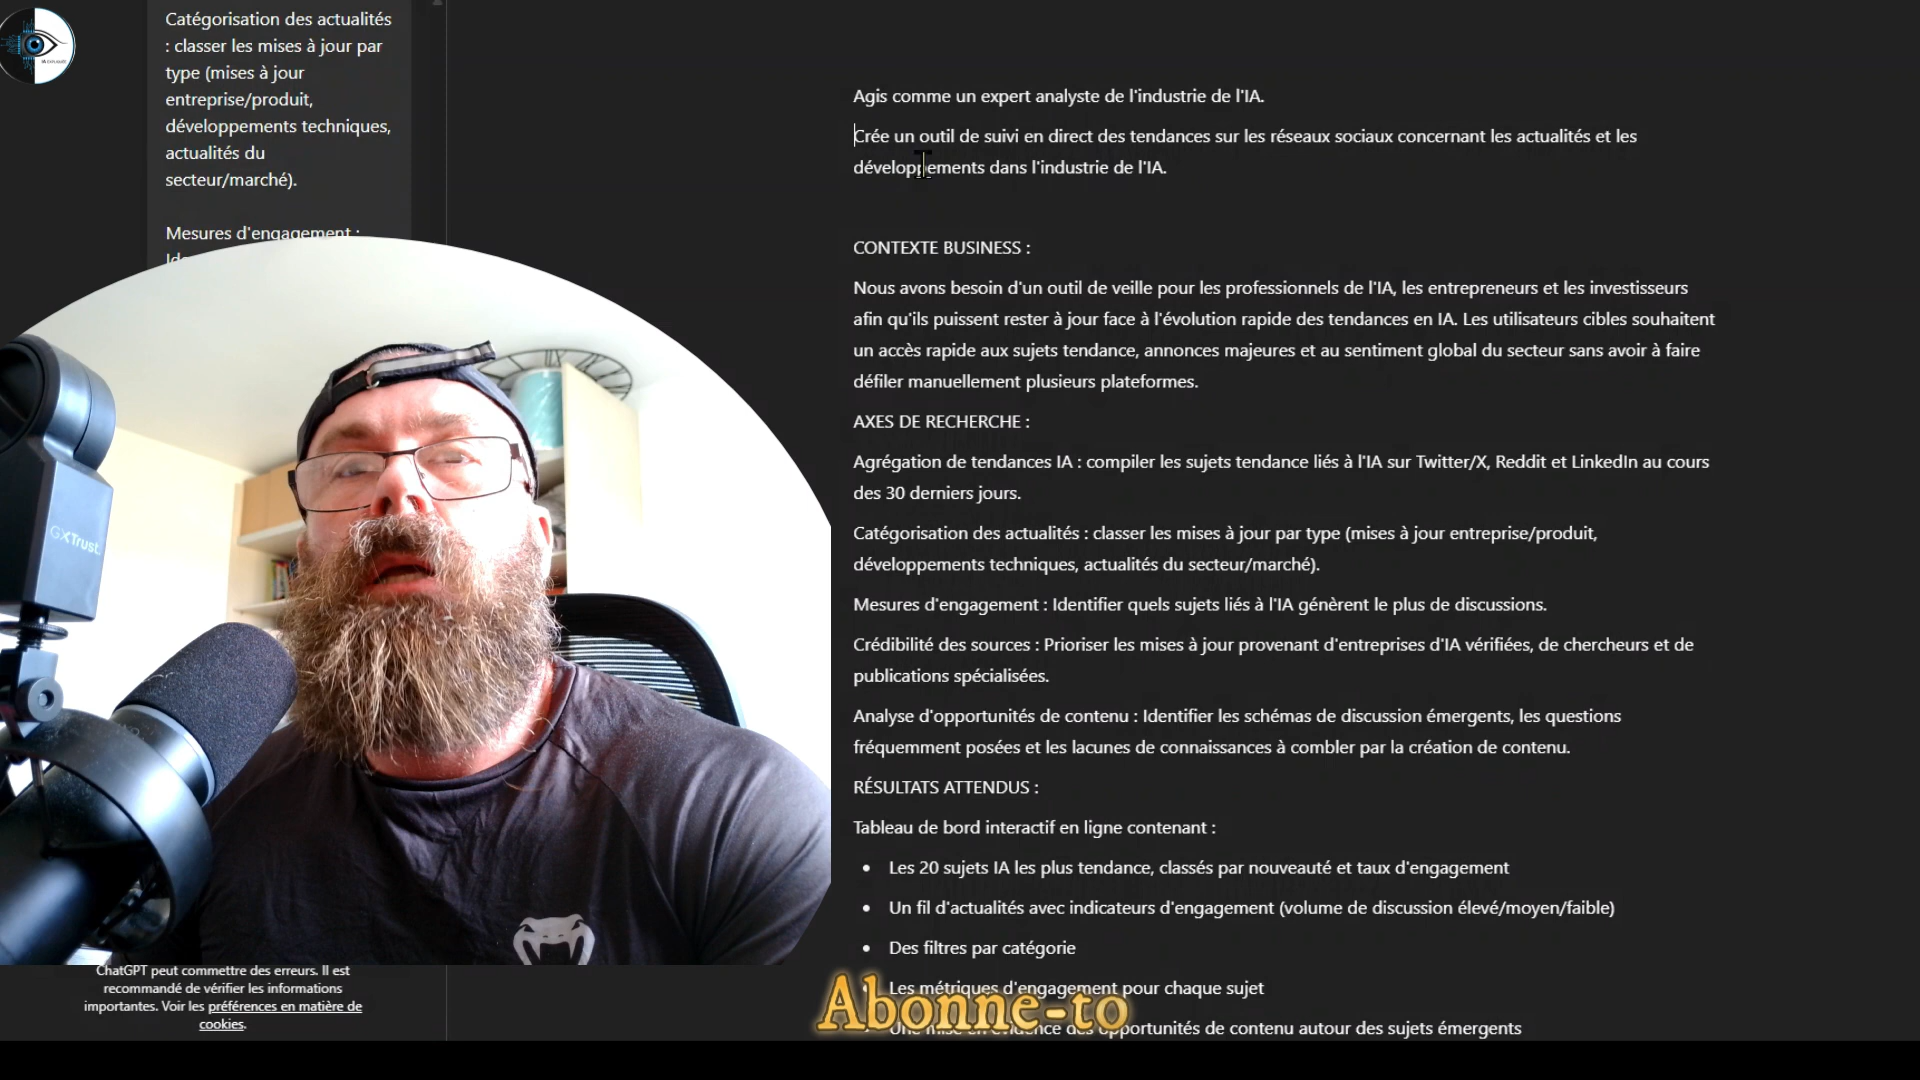 Catégorisation des actualités
: classer les mises à jour par
type (mises à jour
entreprise/produit,
développements techniques,
actualités du
secteur/marché).
Mesures d'engagement :
Agis comme un expert analyste de l'industrie de l'IA.
Crée un outil de suivi en direct des tendances sur les réseaux sociaux concernant les actualités et les
développements dans l'industrie de l'IA.
CONTEXTE BUSINESS :
Nous avons besoin d'un outil de veille pour les professionnels de l'IA, les entrepreneurs et les investisseurs
afin qu'ils puissent rester à jour face à l'évolution rapide des tendances en IA. Les utilisateurs cibles souhaitent
un accès rapide aux sujets tendance, annonces majeures et au sentiment global du secteur sans avoir à faire
défiler manuellement plusieurs plateformes.
AXES DE RECHERCHE :
Agrégation de tendances IA : compiler les sujets tendance liés à l'IA sur Twitter/X, Reddit et LinkedIn au cours
des 30 derniers jours.
Catégorisation des actualités : classer les mises à jour par type (mises à jour entreprise/produit,
développements techniques, actualités du secteur/marché).
Mesures d'engagement : Identifier quels sujets liés à l'IA génèrent le plus de discussions.
Crédibilité des sources : Prioriser les mises à jour provenant d'entreprises d'IA vérifiées, de chercheurs et de
publications spécialisées.
Analyse d'opportunités de contenu : Identifier les schémas de discussion émergents, les questions
fréquemment posées et les lacunes de connaissances à combler par la création de contenu.
RÉSULTATS ATTENDUS :
Tableau de bord interactif en ligne contenant :
• Les 20 sujets IA les plus tendance, classés par nouveauté et taux d'engagement
• Un fil d'actualités avec indicateurs d'engagement (volume de discussion élevé/moyen/faible)
• Des filtres par catégorie
Les métriques d'engagement pour chaque sujet
Une mise en évidence des opportunités de contenu autour des sujets émergents
Abonne-to
GXTrust.
ChatGPT peut commettre des erreurs. Il est
recommandé de vérifier les informations
importantes. Voir les préférences en matière de
cookies.